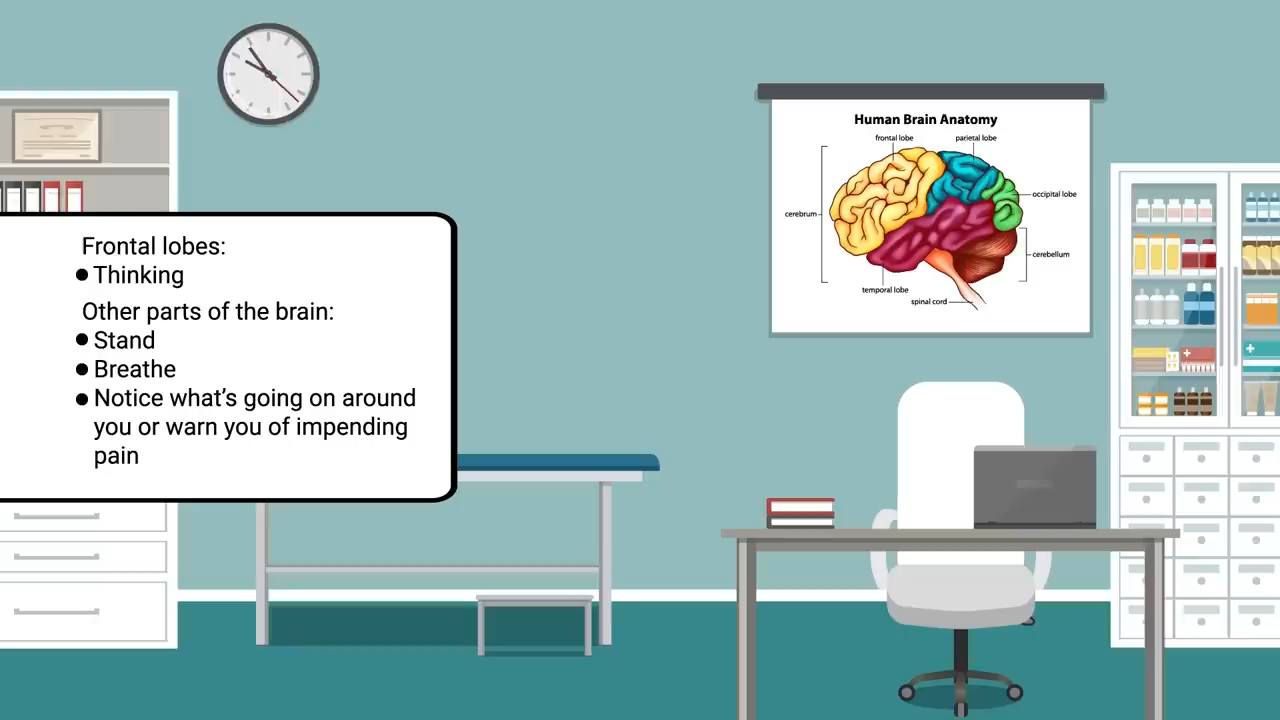 Frontal lobes:
● Thinking
Other parts of the brain:
● Stand
● Breathe
● Notice what's going on around
you or warn you of impending
pain
Human Brain Anatomy
frontal lobe
parietal lobe
occipital lobe
cerebrum
cerebellum
temporal lobe
spinal cord